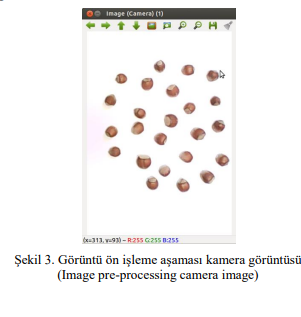 Image (Camera) (1)
(x=313, y=93) ~ R:255 G:255 B:255
Şekil 3. Görüntü ön işleme aşaması kamera görüntüsü
(Image pre-processing camera image)